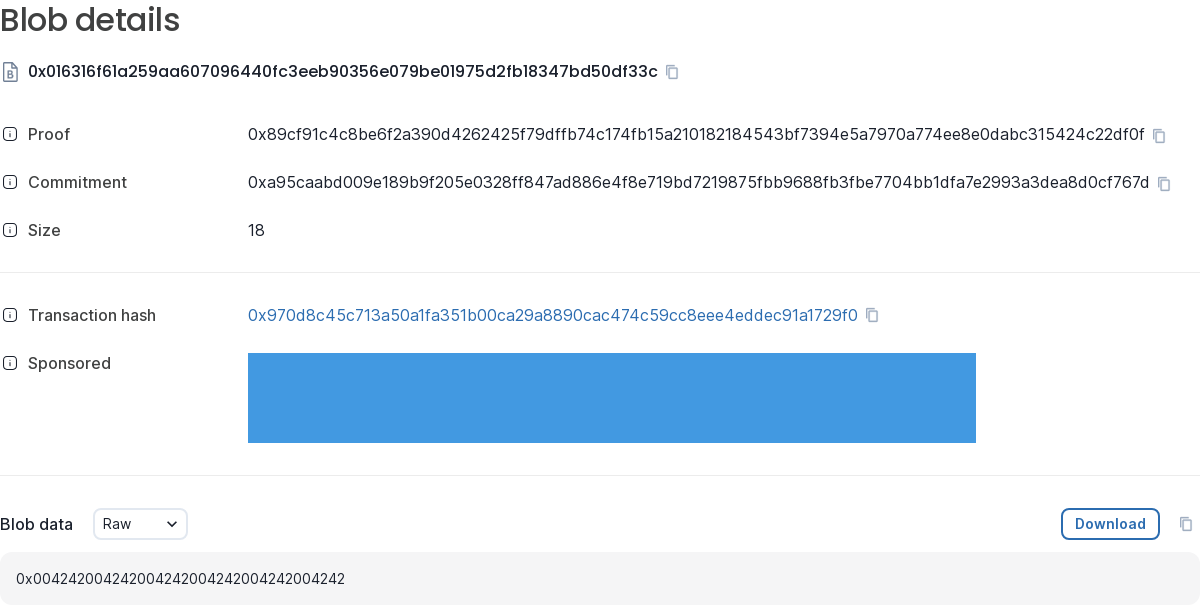 Blob details
0x016316f61a259aa607096440fc3eeb90356e079be01975d2fb18347bd50df33c
Proof 0x89cf91c4c8be6f2a390d4262425f79dffb74c174fb15a210182184543bf7394e5a7970a774ee8e0dabc315424c22df0f
Commitment 0xa95caabd009e189b9f205e0328ff847ad886e4f8e719bd7219875fbb9688fb3fbe7704bb1dfa7e2993a3dea8d0cf767d
Size 18
Transaction hash 0x970d8c45c713a50a1fa351b00ca29a8890cac474c59cc8eee4eddec91a1729f0
Sponsored
Blob data Raw Download
0x004242004242004242004242004242004242